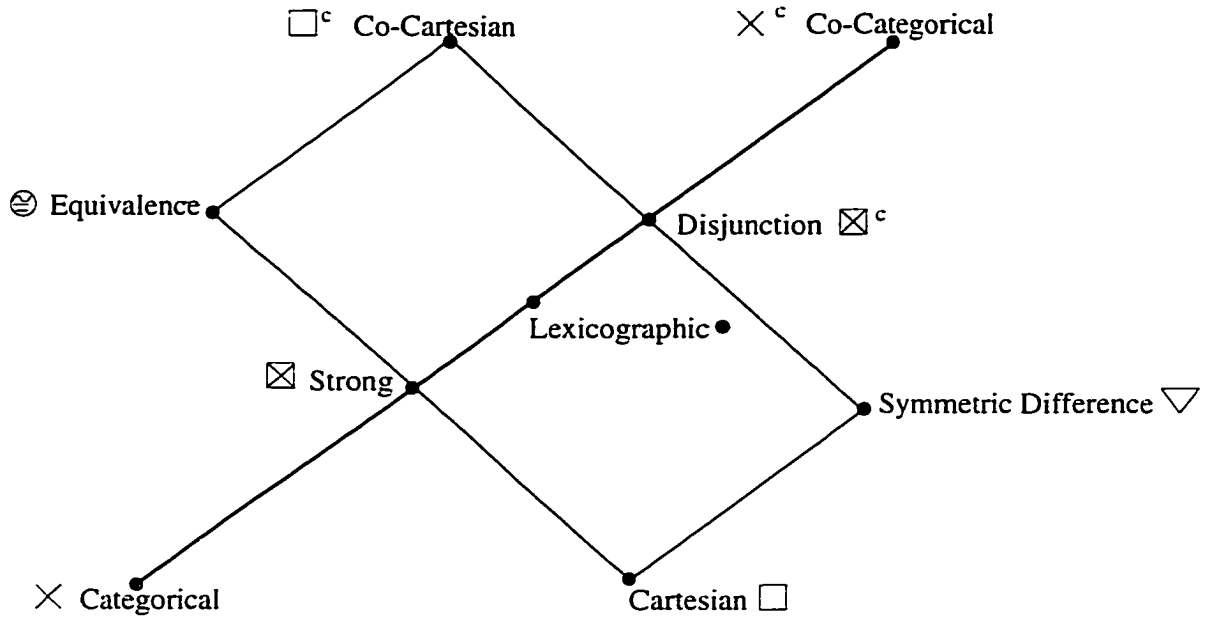 □ᶜ Co-Cartesian
×ᶜ Co-Categorical
≅ Equivalence
Disjunction ⊠ᶜ
Lexicographic
⊠ Strong
Symmetric Difference ▽
× Categorical
Cartesian □